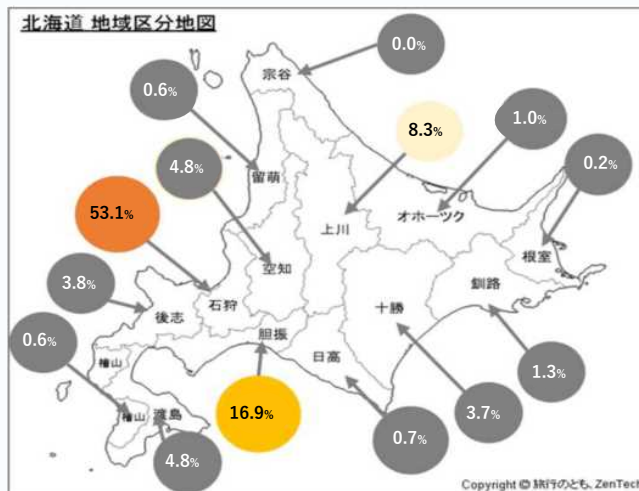 北海道 地域区分地図
0.0%
宗谷
0.6%
8.3%
1.0%
4.8%
0.2%
留萌
53.1%
オホーツク
上川
根室
空知
釧路
3.8%
石狩
十勝
後志
胆振
0.6%
日高
檜山
1.3%
16.9%
3.7%
檜山
渡島
0.7%
4.8%
Copyright © 旅行のとも、ZenTech